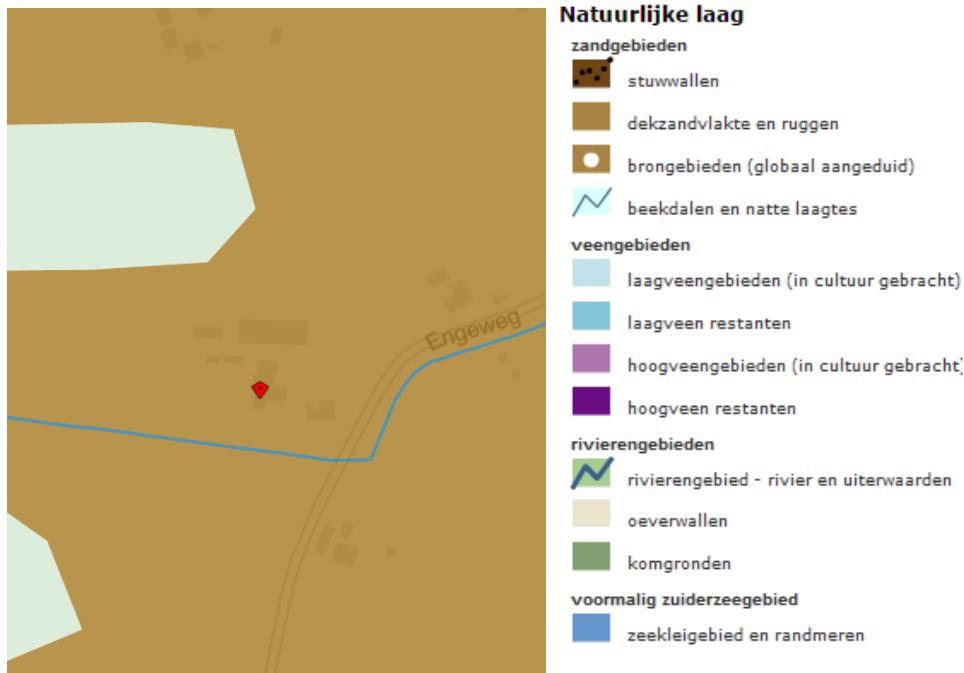 Engeweg
Natuurlijke laag
zandgebieden
stuwwallen
dekzandvlakte en ruggen
brongebieden (globaal aangeduid)
beekdalen en natte laagtes
veengebieden
laagveengebieden (in cultuur gebracht)
laagveen restanten
hoogveengebieden (in cultuur gebracht)
hoogveen restanten
rivierengebieden
rivierengebied - rivier en uiterwaarden
oeverwallen
komgronden
voormalig zuiderzeegebied
zeekleigebied en randmeren